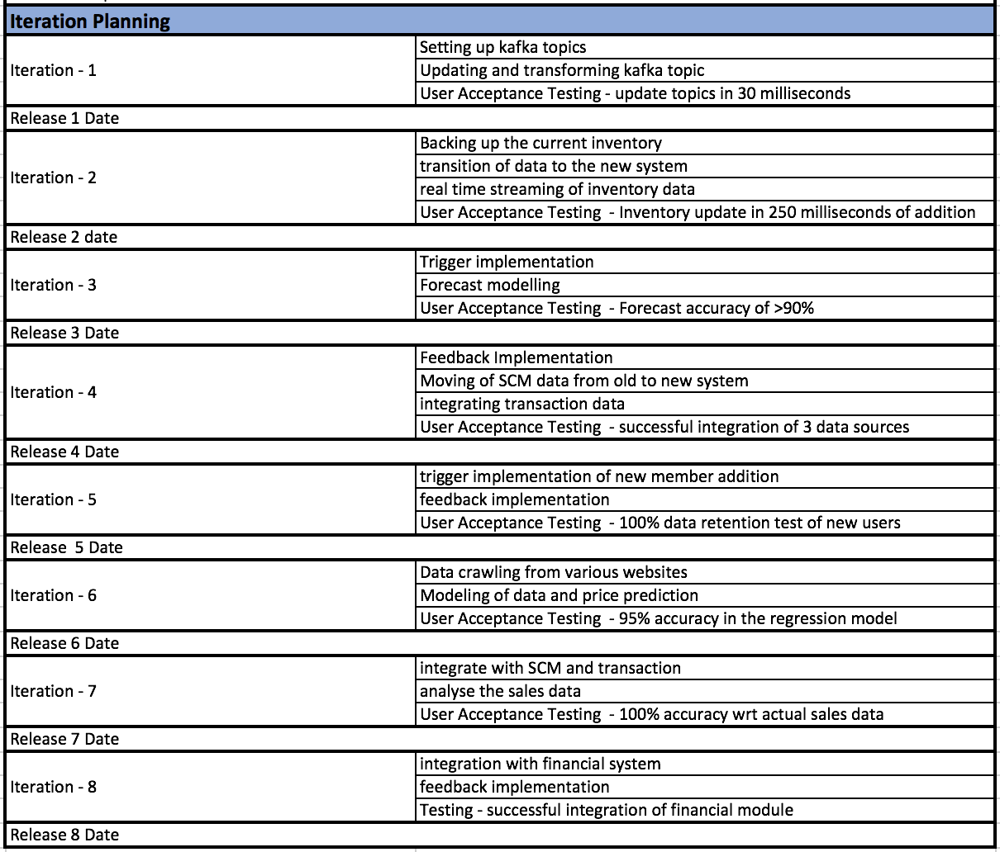 Iteration Planning
Iteration - 1
Setting up kafka topics
Updating and transforming kafka topic
User Acceptance Testing - update topics in 30 milliseconds
Release 1 Date
Iteration - 2
Backing up the current inventory
transition of data to the new system
real time streaming of inventory data
User Acceptance Testing  - Inventory update in 250 milliseconds of addition
Release 2 date
Iteration - 3
Trigger implementation
Forecast modelling
User Acceptance Testing  - Forecast accuracy of >90%
Release 3 Date
Iteration - 4
Feedback Implementation
Moving of SCM data from old to new system
integrating transaction data
User Acceptance Testing  - successful integration of 3 data sources
Release 4 Date
Iteration - 5
trigger implementation of new member addition
feedback implementation
User Acceptance Testing  - 100% data retention test of new users
Release  5 Date
Iteration - 6
Data crawling from various websites
Modeling of data and price prediction
User Acceptance Testing  - 95% accuracy in the regression model
Release 6 Date
Iteration - 7
integrate with SCM and transaction
analyse the sales data
User Acceptance Testing  - 100% accuracy wrt actual sales data
Release 7 Date
Iteration - 8
integration with financial system
feedback implementation
Testing - successful integration of financial module
Release 8 Date